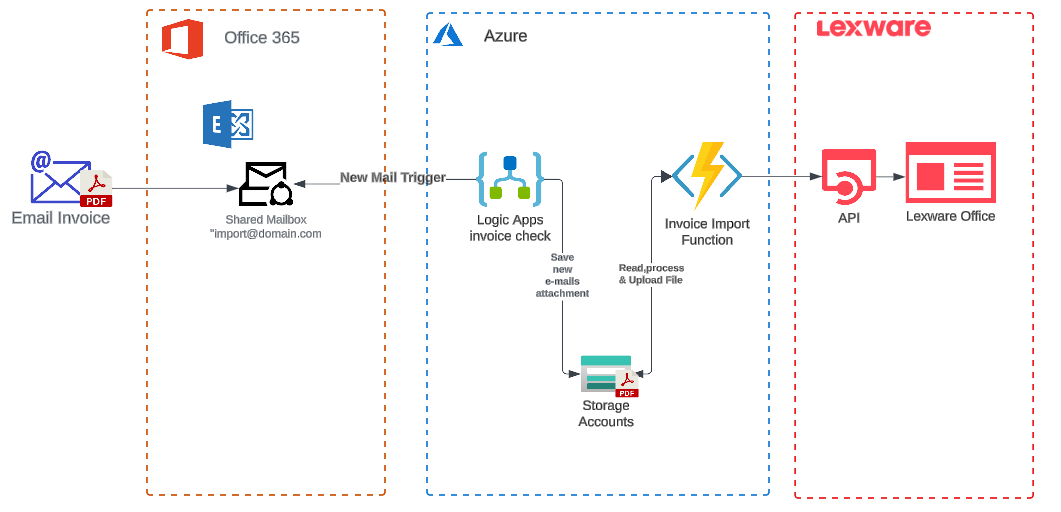 Office 365
Azure
Lexware
@
E
PDF
Email Invoice
Shared Mailbox
"import@domain.com
New Mail Trigger
Logic Apps
invoice check
Invoice Import
Function
API
Lexware Office
Save
new
e-mails
attachment
Read,process
& Upload File
PDF
Storage
Accounts